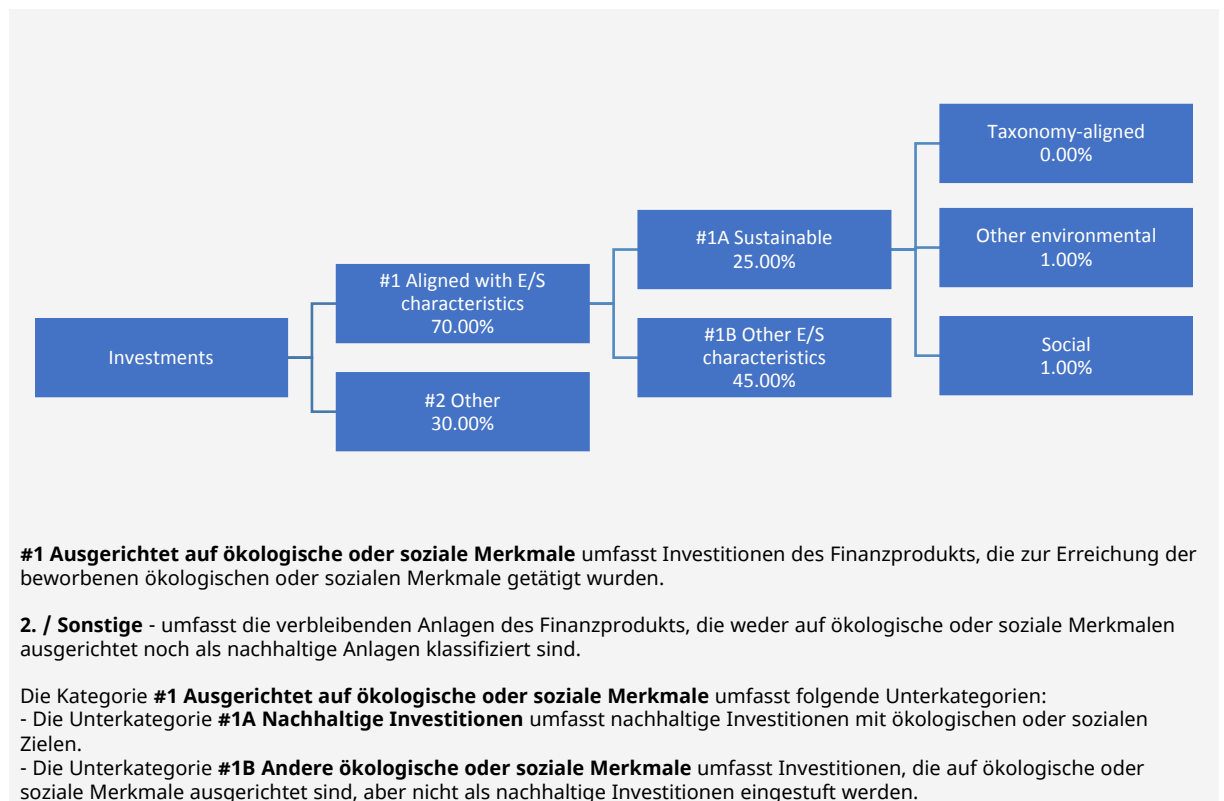 Taxonomy-aligned
0.00%
#1A Sustainable
25.00%
Other environmental
1.00%
#1 Aligned with E/S
characteristics
70.00%
Investments
#1B Other E/S
characteristics
45.00%
Social
1.00%
#2 Other
30.00%
#1 Ausgerichtet auf ökologische oder soziale Merkmale umfasst Investitionen des Finanzprodukts, die zur Erreichung der
beworbenen ökologischen oder sozialen Merkmale getätigt wurden.
2. / Sonstige - umfasst die verbleibenden Anlagen des Finanzprodukts, die weder auf ökologische oder soziale Merkmalen
ausgerichtet noch als nachhaltige Anlagen klassifiziert sind.
Die Kategorie #1 Ausgerichtet auf ökologische oder soziale Merkmale umfasst folgende Unterkategorien:
- Die Unterkategorie #1A Nachhaltige Investitionen umfasst nachhaltige Investitionen mit ökologischen oder sozialen
Zielen.
- Die Unterkategorie #1B Andere ökologische oder soziale Merkmale umfasst Investitionen, die auf ökologische oder
soziale Merkmale ausgerichtet sind, aber nicht als nachhaltige Investitionen eingestuft werden.